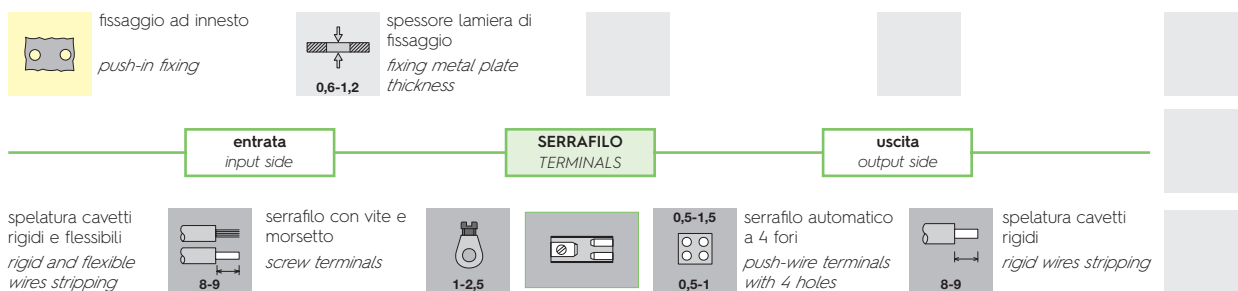 fissaggio ad innesto
push-in fixing
0,6-1,2
spessore lamiera di
fissaggio
fixing metal plate
thickness
entrata
input side
SERRAFILO
TERMINALS
uscita
output side
spelatura cavetti
rigidi e flessibili
rigid and flexible
wires stripping
8-9
serrafilo con vite e
morsetto
screw terminals
1-2,5
0,5-1,5
0,5-1
serrafilo automatico
a 4 fori
push-wire terminals
with 4 holes
8-9
spelatura cavetti
rigidi
rigid wires stripping